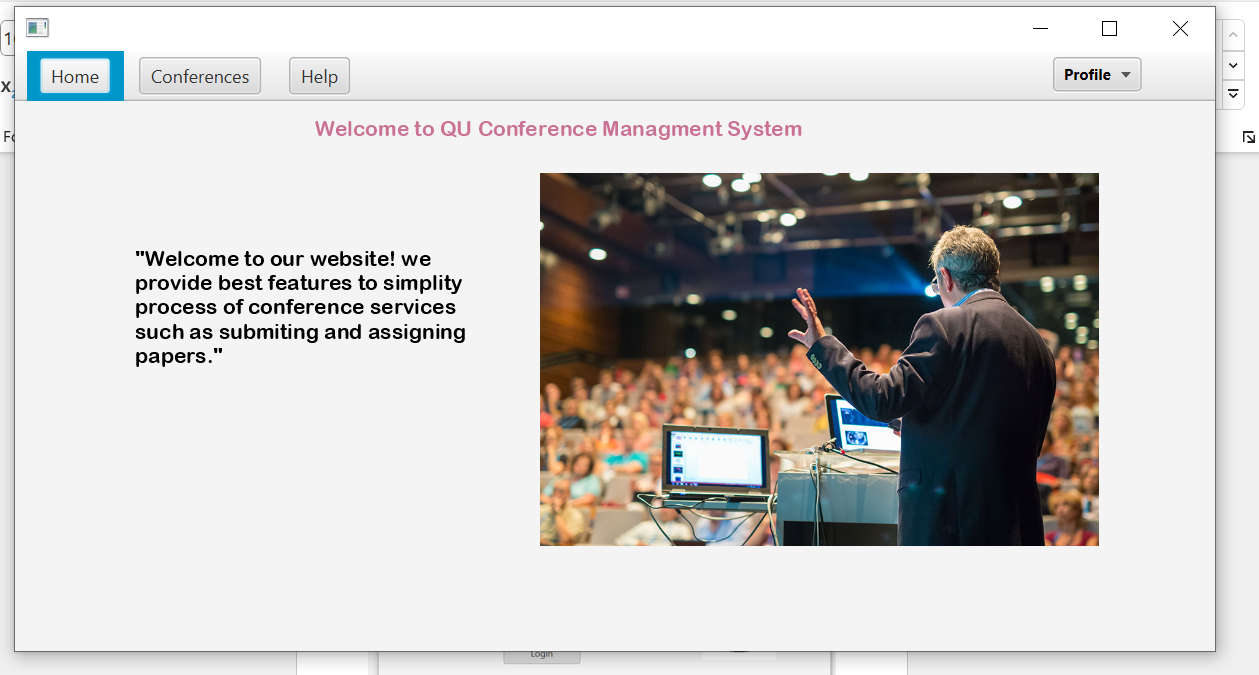 Home Conferences Help Profile
Welcome to QU Conference Managment System
"Welcome to our website! we
provide best features to simplity
process of conference services
such as submiting and assigning
papers."
Login